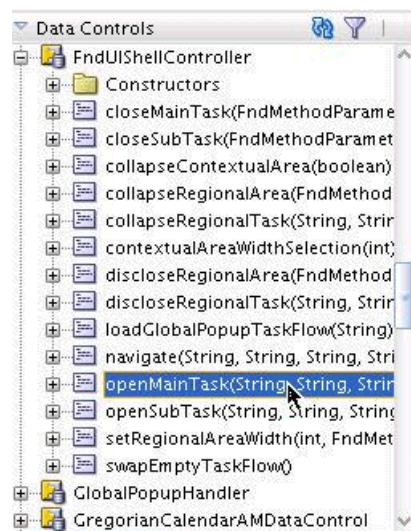 Data Controls
FndUIShellController
Constructors
closeMainTask(FndMethodParame
closeSubTask(FndMethodParamet
collapseContextualArea(boolean)
collapseRegionalArea(FndMethod
collapseRegionalTask(String, Strin
contextualAreaWidthSelection(int)
discloseRegionalArea(FndMethod
discloseRegionalTask(String, Strin
loadGlobalPopupTaskFlow(String)
navigate(String, String, String, Stri
openMainTask(String, String, Strin
openSubTask(String, String, String
setRegionalAreaWidth(int, FndMet
swapEmptyTaskFlow()
GlobalPopupHandler
GregorianCalendarAMDataControl